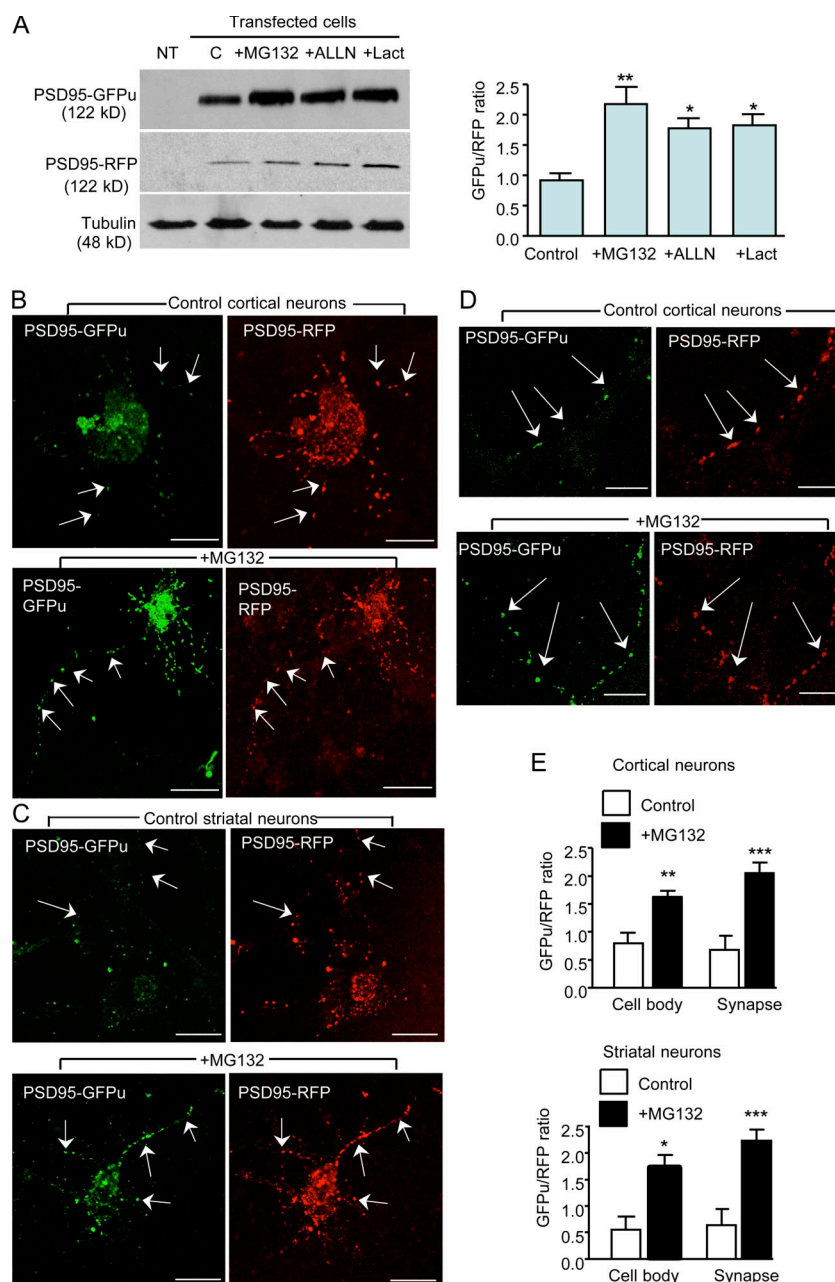 A
Transfected cells
NT C +MG132 +ALLN +Lact
PSD95-GFPu
(122 kD)
PSD95-RFP
(122 kD)
Tubulin
(48 kD)
GFPu/RFP ratio
2.5
2.0
1.5
1.0
0.5
0.0
**
*
*
Control
+MG132
+ALLN
+Lact
B
Control cortical neurons
PSD95-GFPu
PSD95-RFP
+MG132
PSD95-
GFPu
PSD95-
RFP
C
Control striatal neurons
PSD95-GFPu
PSD95-RFP
+MG132
PSD95-GFPu
PSD95-RFP
D
Control cortical neurons
PSD95-GFPu
PSD95-RFP
+MG132
PSD95-GFPu
PSD95-RFP
E
Cortical neurons
Control
+MG132
GFPu/RFP ratio
2.5
2.0
1.5
1.0
0.5
0.0
**
***
Cell body
Synapse
Striatal neurons
Control
+MG132
GFPu/RFP ratio
2.5
2.0
1.5
1.0
0.5
0.0
*
***
Cell body
Synapse